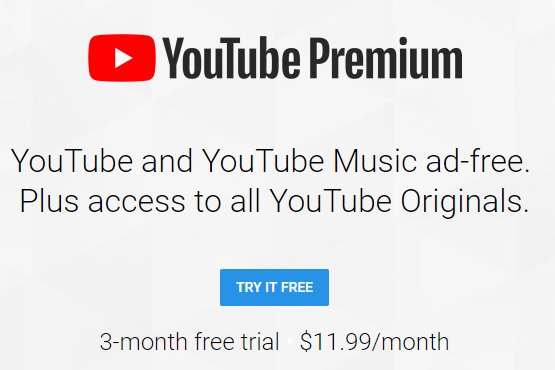 YouTube Premium
YouTube and YouTube Music ad-free.
Plus access to all YouTube Originals.
TRY IT FREE
3-month free trial • $11.99/month